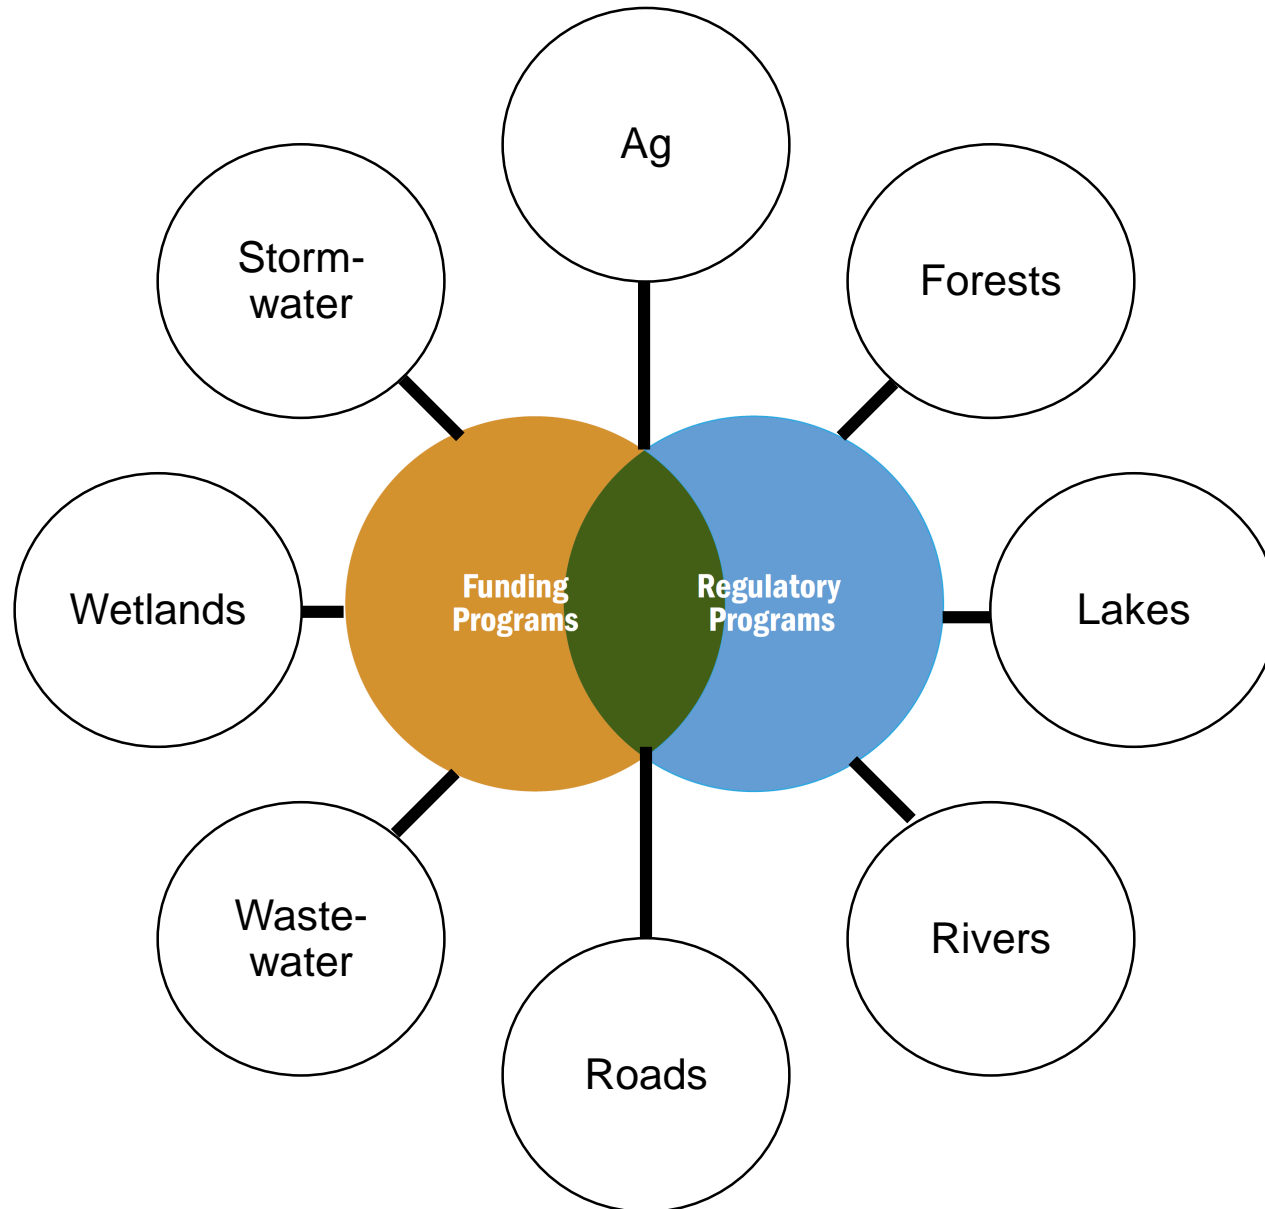 Ag
Storm-
water
Forests
Wetlands
Funding
Programs
Regulatory
Programs
Lakes
Waste-
water
Rivers
Roads